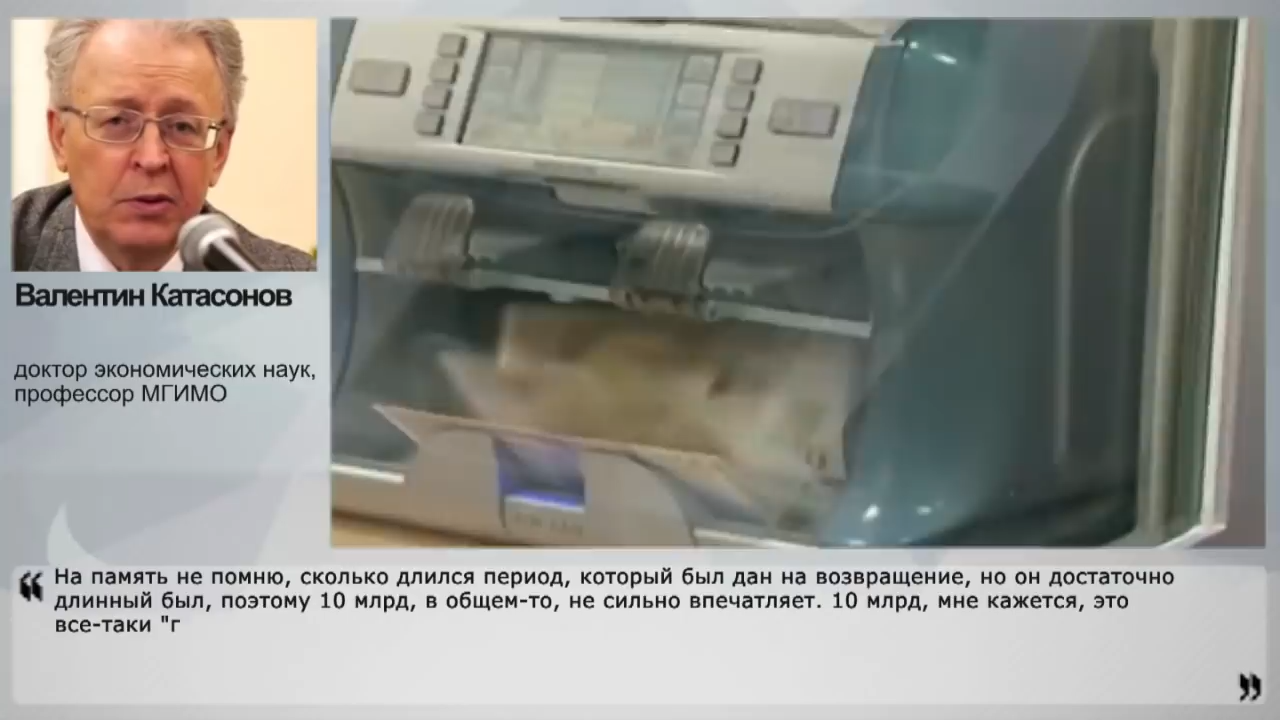 Валентин Катасонов
доктор экономических наук,
профессор МГИМО
На память не помню, сколько длился период, который был дан на возвращение, но он достаточно
длинный был, поэтому 10 млрд, в общем-то, не сильно впечатляет. 10 млрд, мне кажется, это
все-таки "г